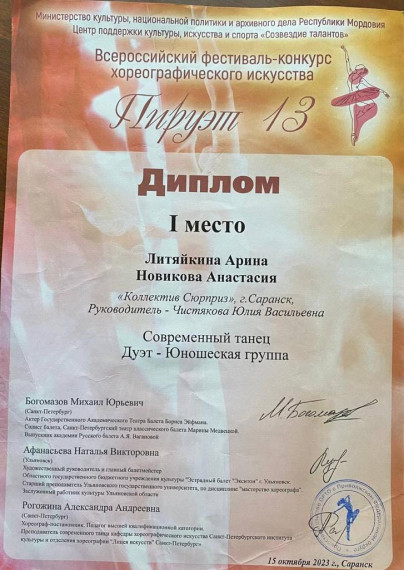 Министерство культуры, национальной политики и архивного дела Республики Мордовия
Центр поддержки культуры, искусства и спорта «Созвездие талантов»
Всероссийский фестиваль-конкурс
хореографического искусства
Пируэт 13
Диплом
I место
Литяйкина Арина
Новикова Анастасия
«Коллектив Сюрприз», г.Саранск,
Руководитель - Чистякова Юлия Васильевна
Современный танец
Дуэт - Юношеская группа
Богомазов Михаил Юрьевич
(Санкт-Петербург)
Актер Государственного Академического Театра Балета Бориса Эйфмана.
Солист балета, Санкт-Петербургский театр классического балета Марины Медведкой.
Выпускник академии Русского балета А.Я. Вагановой
Афанасьева Наталья Викторовна
(Ульяновск)
Художественный руководитель и главный балетмейстер
Областного государственного бюджетного учреждения культуры "Эстрадный балет "Экситон" г. Ульяновск.
Старший преподаватель Ульяновского государственного университета, по дисциплине "мастерство хореографа".
Заслуженный работник культуры Ульяновской области
Рогожина Александра Андреевна
(Санкт-Петербург)
Хореограф-постановщик. Педагог высшей квалификационной категории.
Преподаватель современного танца кафедры хореографического искусства Санкт-Петербургского института
культуры и отделения хореографии "Лицея искусств" Санкт-Петербург»
М.Богомаз
15 октября 2023 г., Саранск